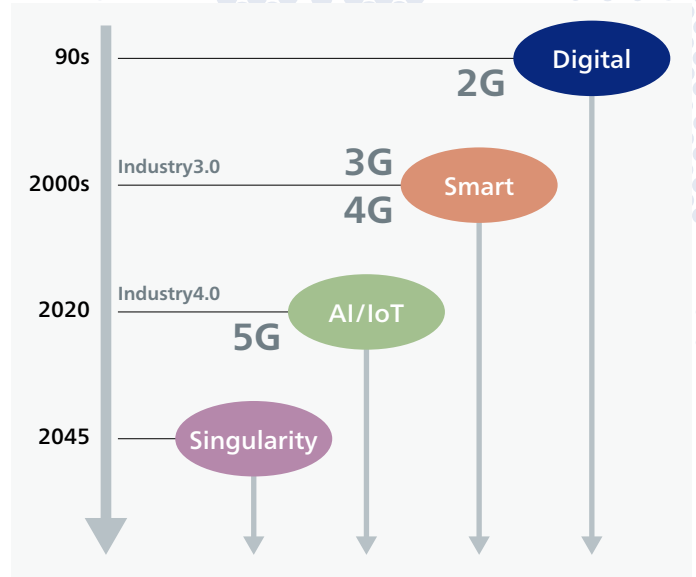 90s
Digital
2G
Industry3.0
3G
2000s
Smart
4G
Industry4.0
2020
AI/IoT
5G
2045
Singularity